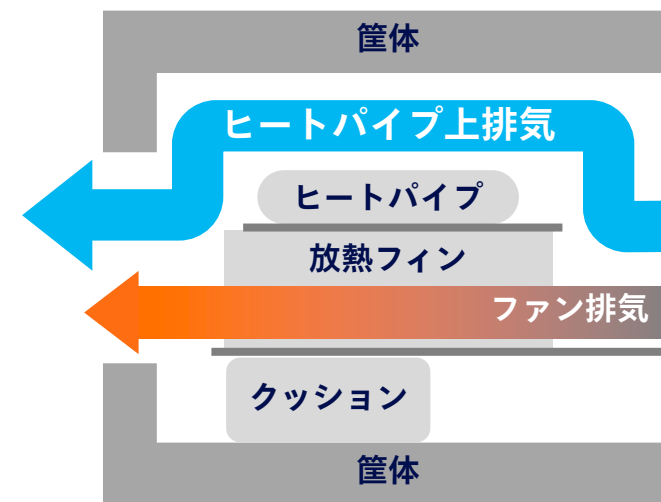 筐体
ヒートパイプ上排気
ヒートパイプ
放熱フィン
ファン排気
クッション
筐体